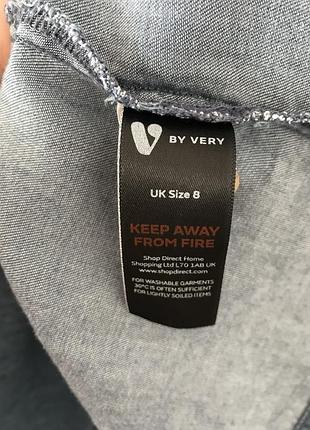 V BY VERY
UK Size 8
KEEP AWAY
FROM FIRE
Shop Direct Home
Shopping Ltd L70 1AB UK
www.shopdirect.com
FOR WASHABLE GARMENTS
30°C IS OFTEN SUFFICIENT
FOR LIGHTLY SOILED ITEMS